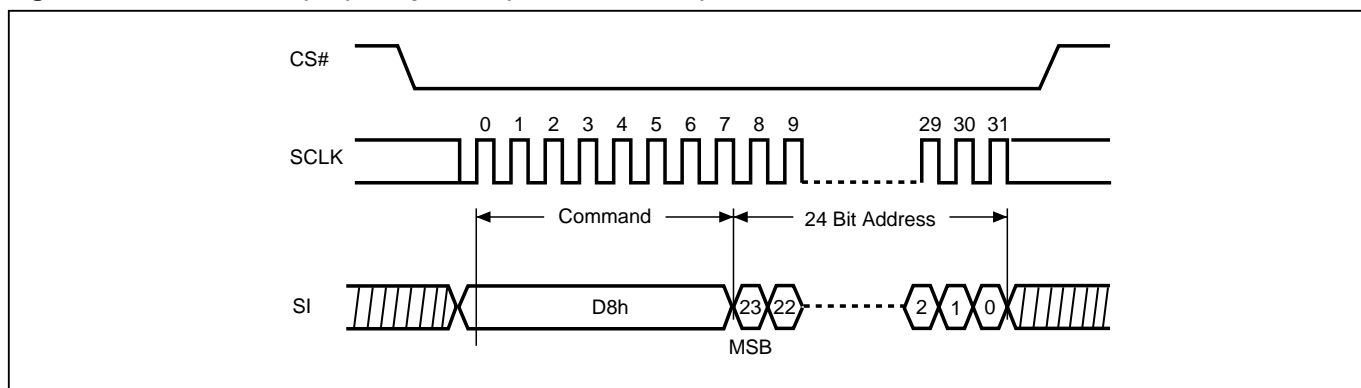 CS#
0 1 2 3 4 5 6 7 8 9 29 30 31
SCLK
Command 24 Bit Address
SI D8h 23 22 2 1 0
MSB